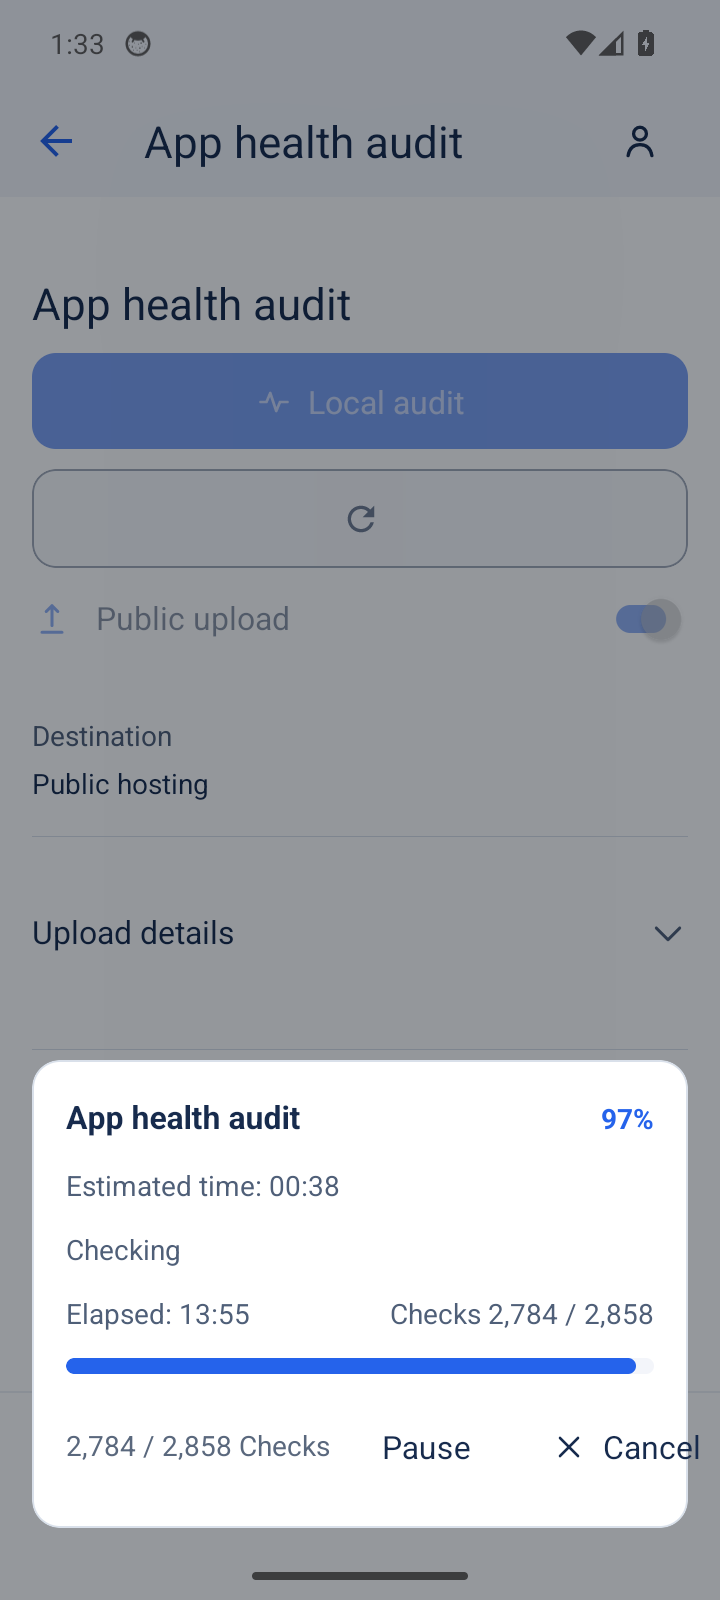 1:33
App health audit
App health audit
Local audit
Public upload
Destination
Public hosting
Upload details
App health audit 97%
Estimated time: 00:38
Checking
Elapsed: 13:55 Checks 2,784 / 2,858
2,784 / 2,858 Checks Pause Cancel